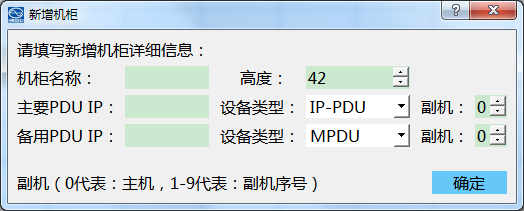 新增机柜
请填写新增机柜详细信息：
机柜名称： 高度： 42
主要PDU IP： 设备类型： IP-PDU 副机： 0
备用PDU IP： 设备类型： MPDU 副机： 0
副机（0代表：主机，1-9代表：副机序号） 确定